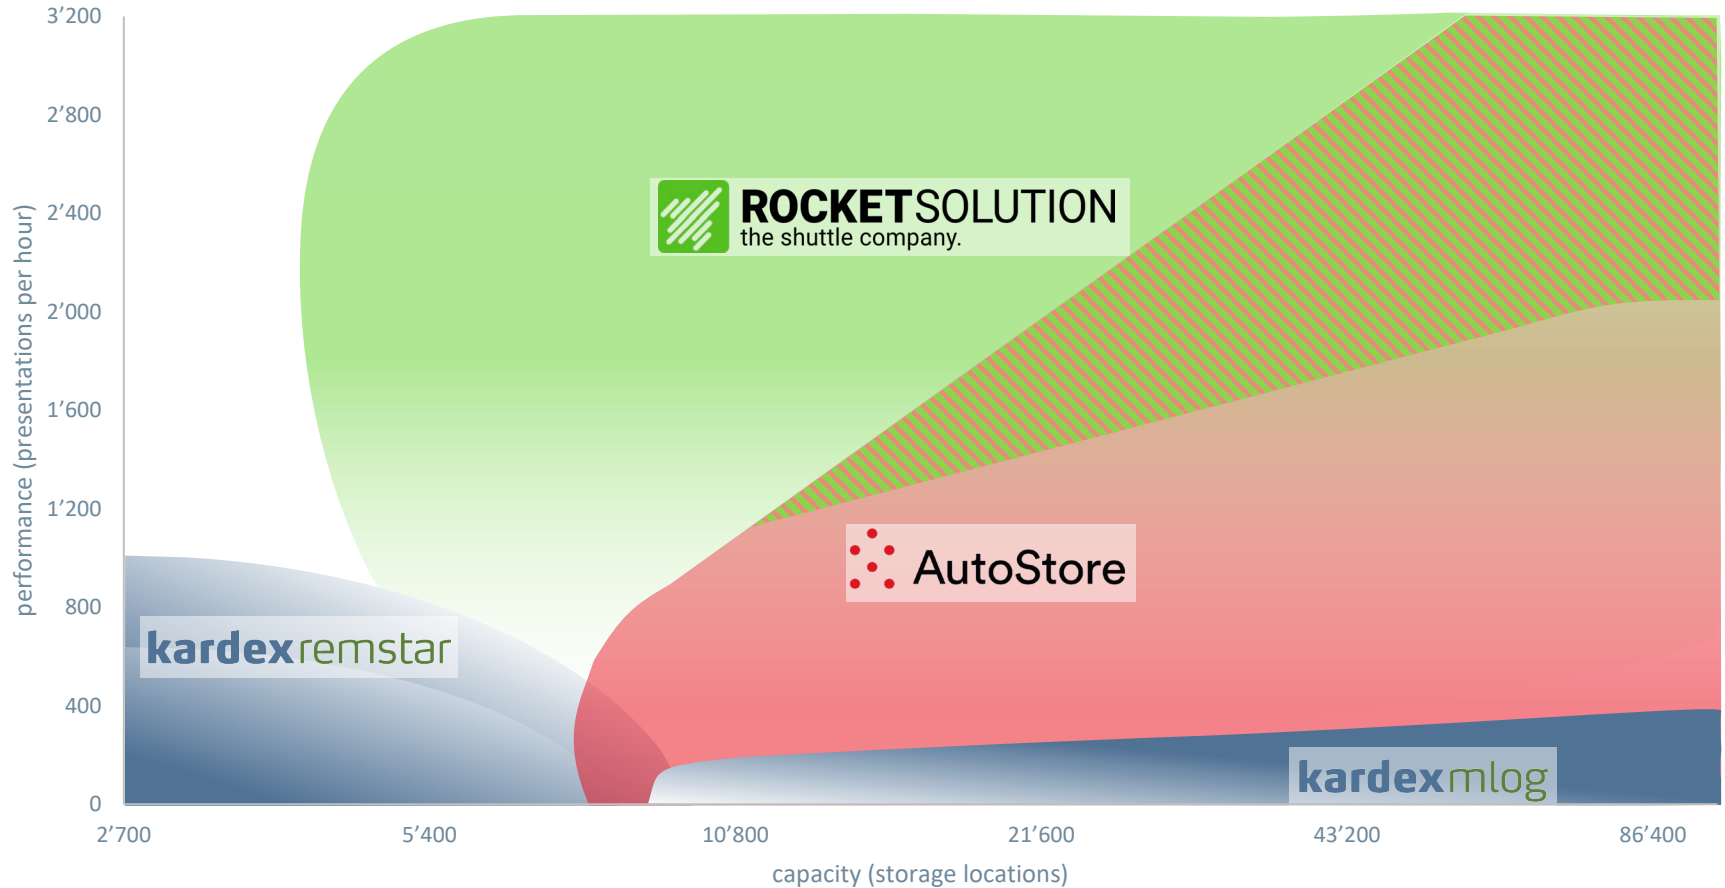 3’200
2’800
2’400
2’000
1’600
1’200
800
400
0
performance (presentations per hour)
ROCKETSOLUTION
the shuttle company.
AutoStore
kardexremstar
kardexmlog
2’700
5’400
10’800
21’600
43’200
86’400
capacity (storage locations)